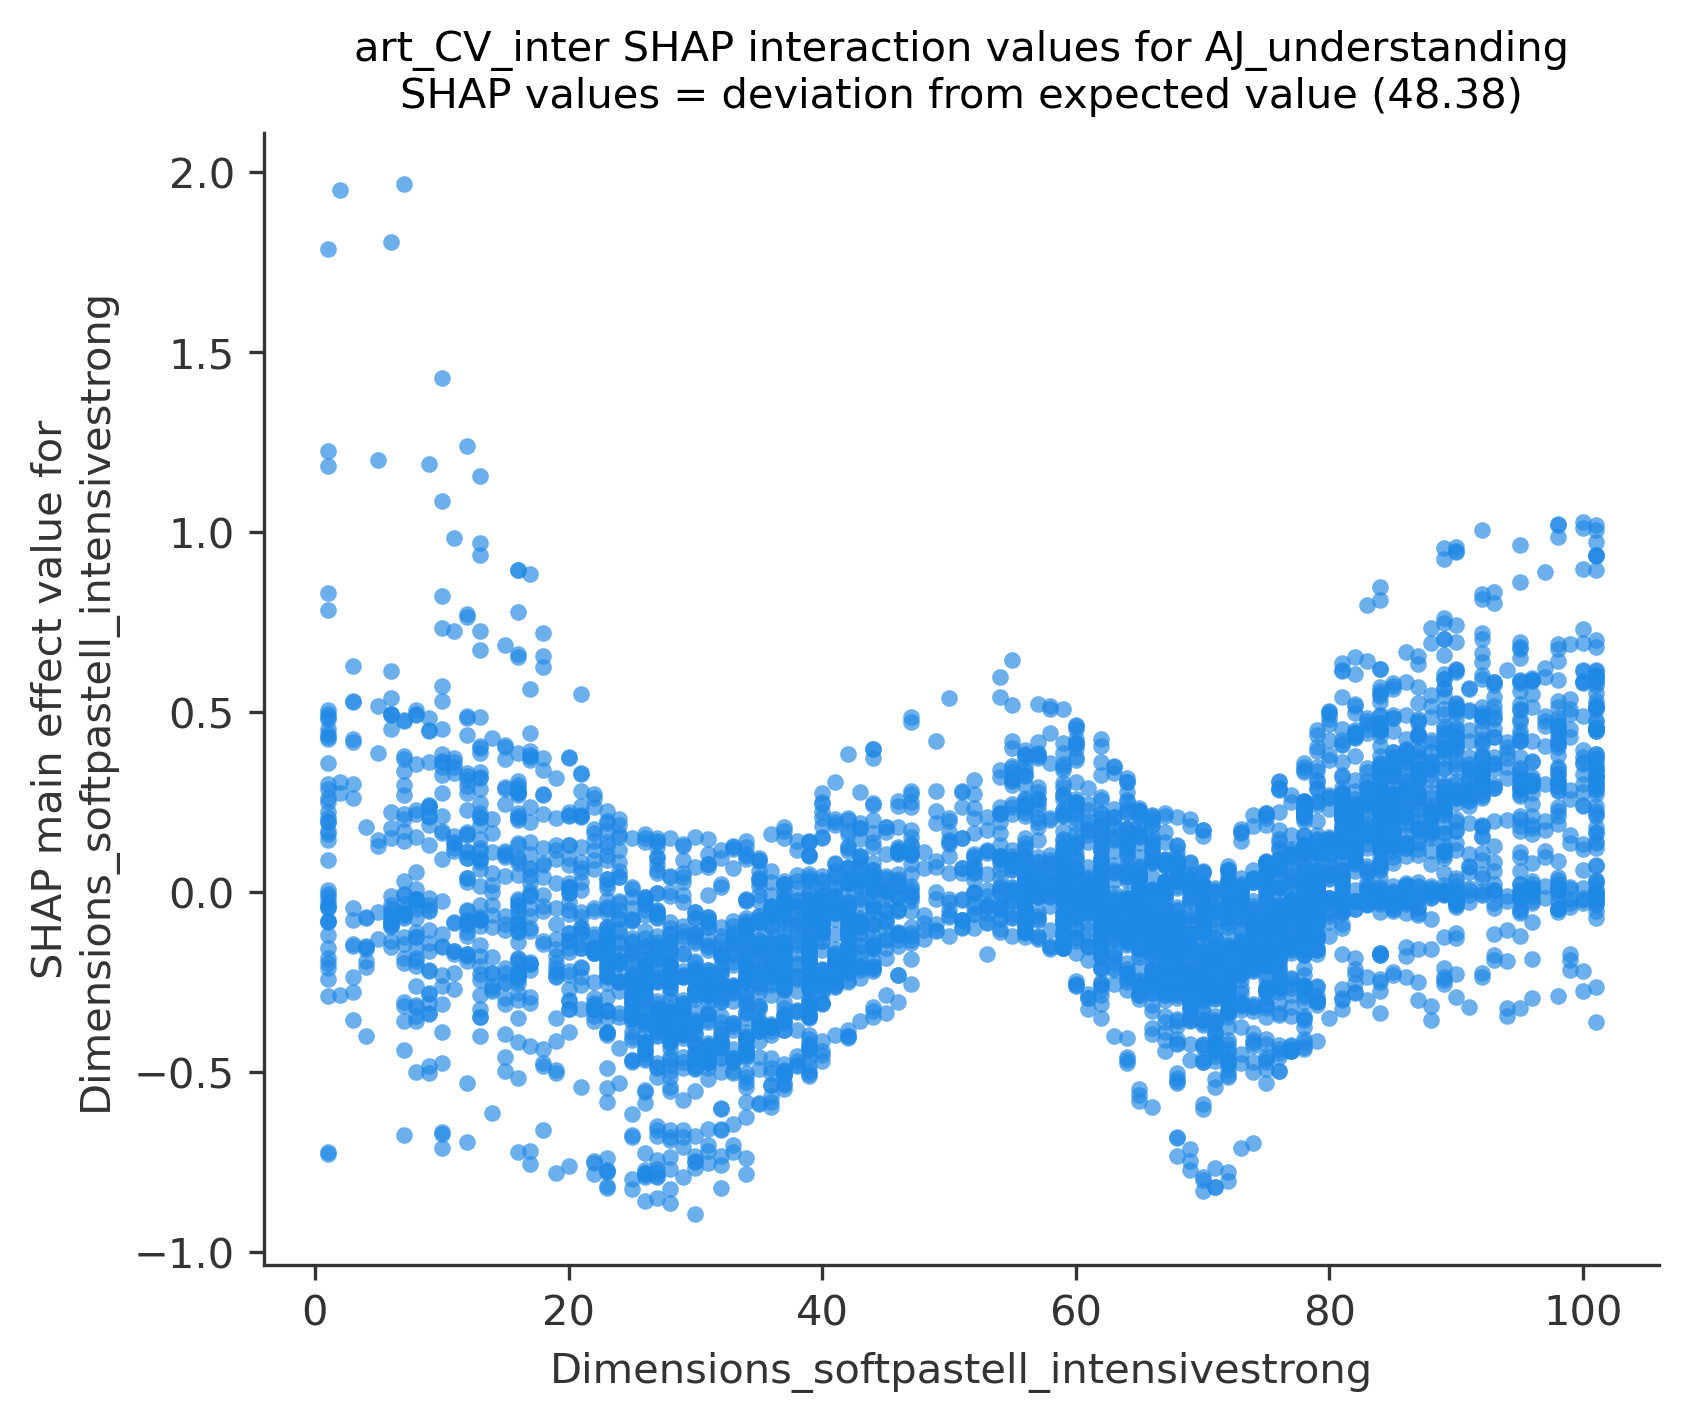 art_CV_inter SHAP interaction values for AJ_understanding
SHAP values = deviation from expected value (48.38)
SHAP main effect value for
Dimensions_softpastell_intensivestrong
2.0
1.5
1.0
0.5
0.0
−0.5
−1.0
0
20
40
60
80
100
Dimensions_softpastell_intensivestrong